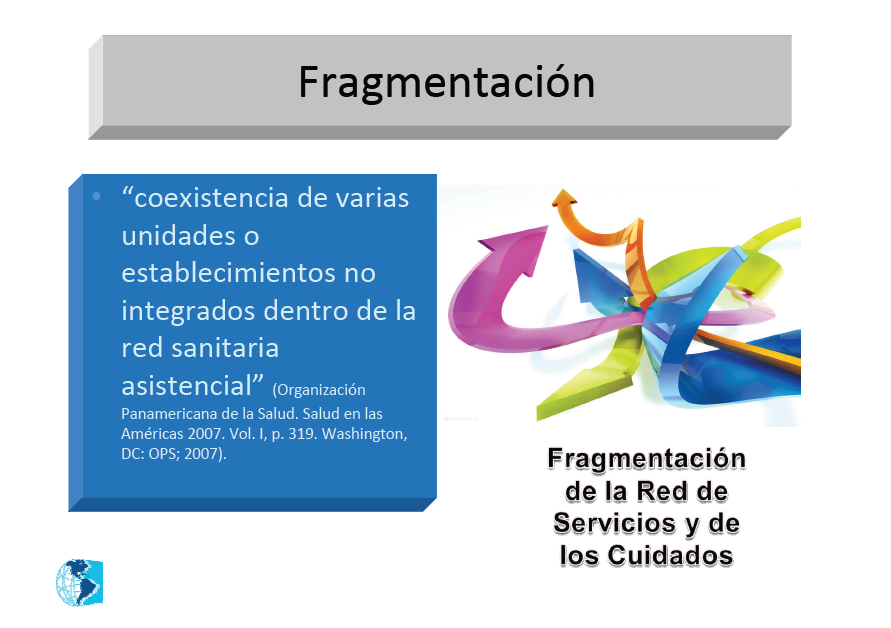 Fragmentación
• “coexistencia de varias
unidades o
establecimientos no
integrados dentro de la
red sanitaria
asistencial” (Organización
Panamericana de la Salud. Salud en las
Américas 2007. Vol. I, p. 319. Washington,
DC: OPS; 2007).
Fragmentación
de la Red de
Servicios y de
los Cuidados